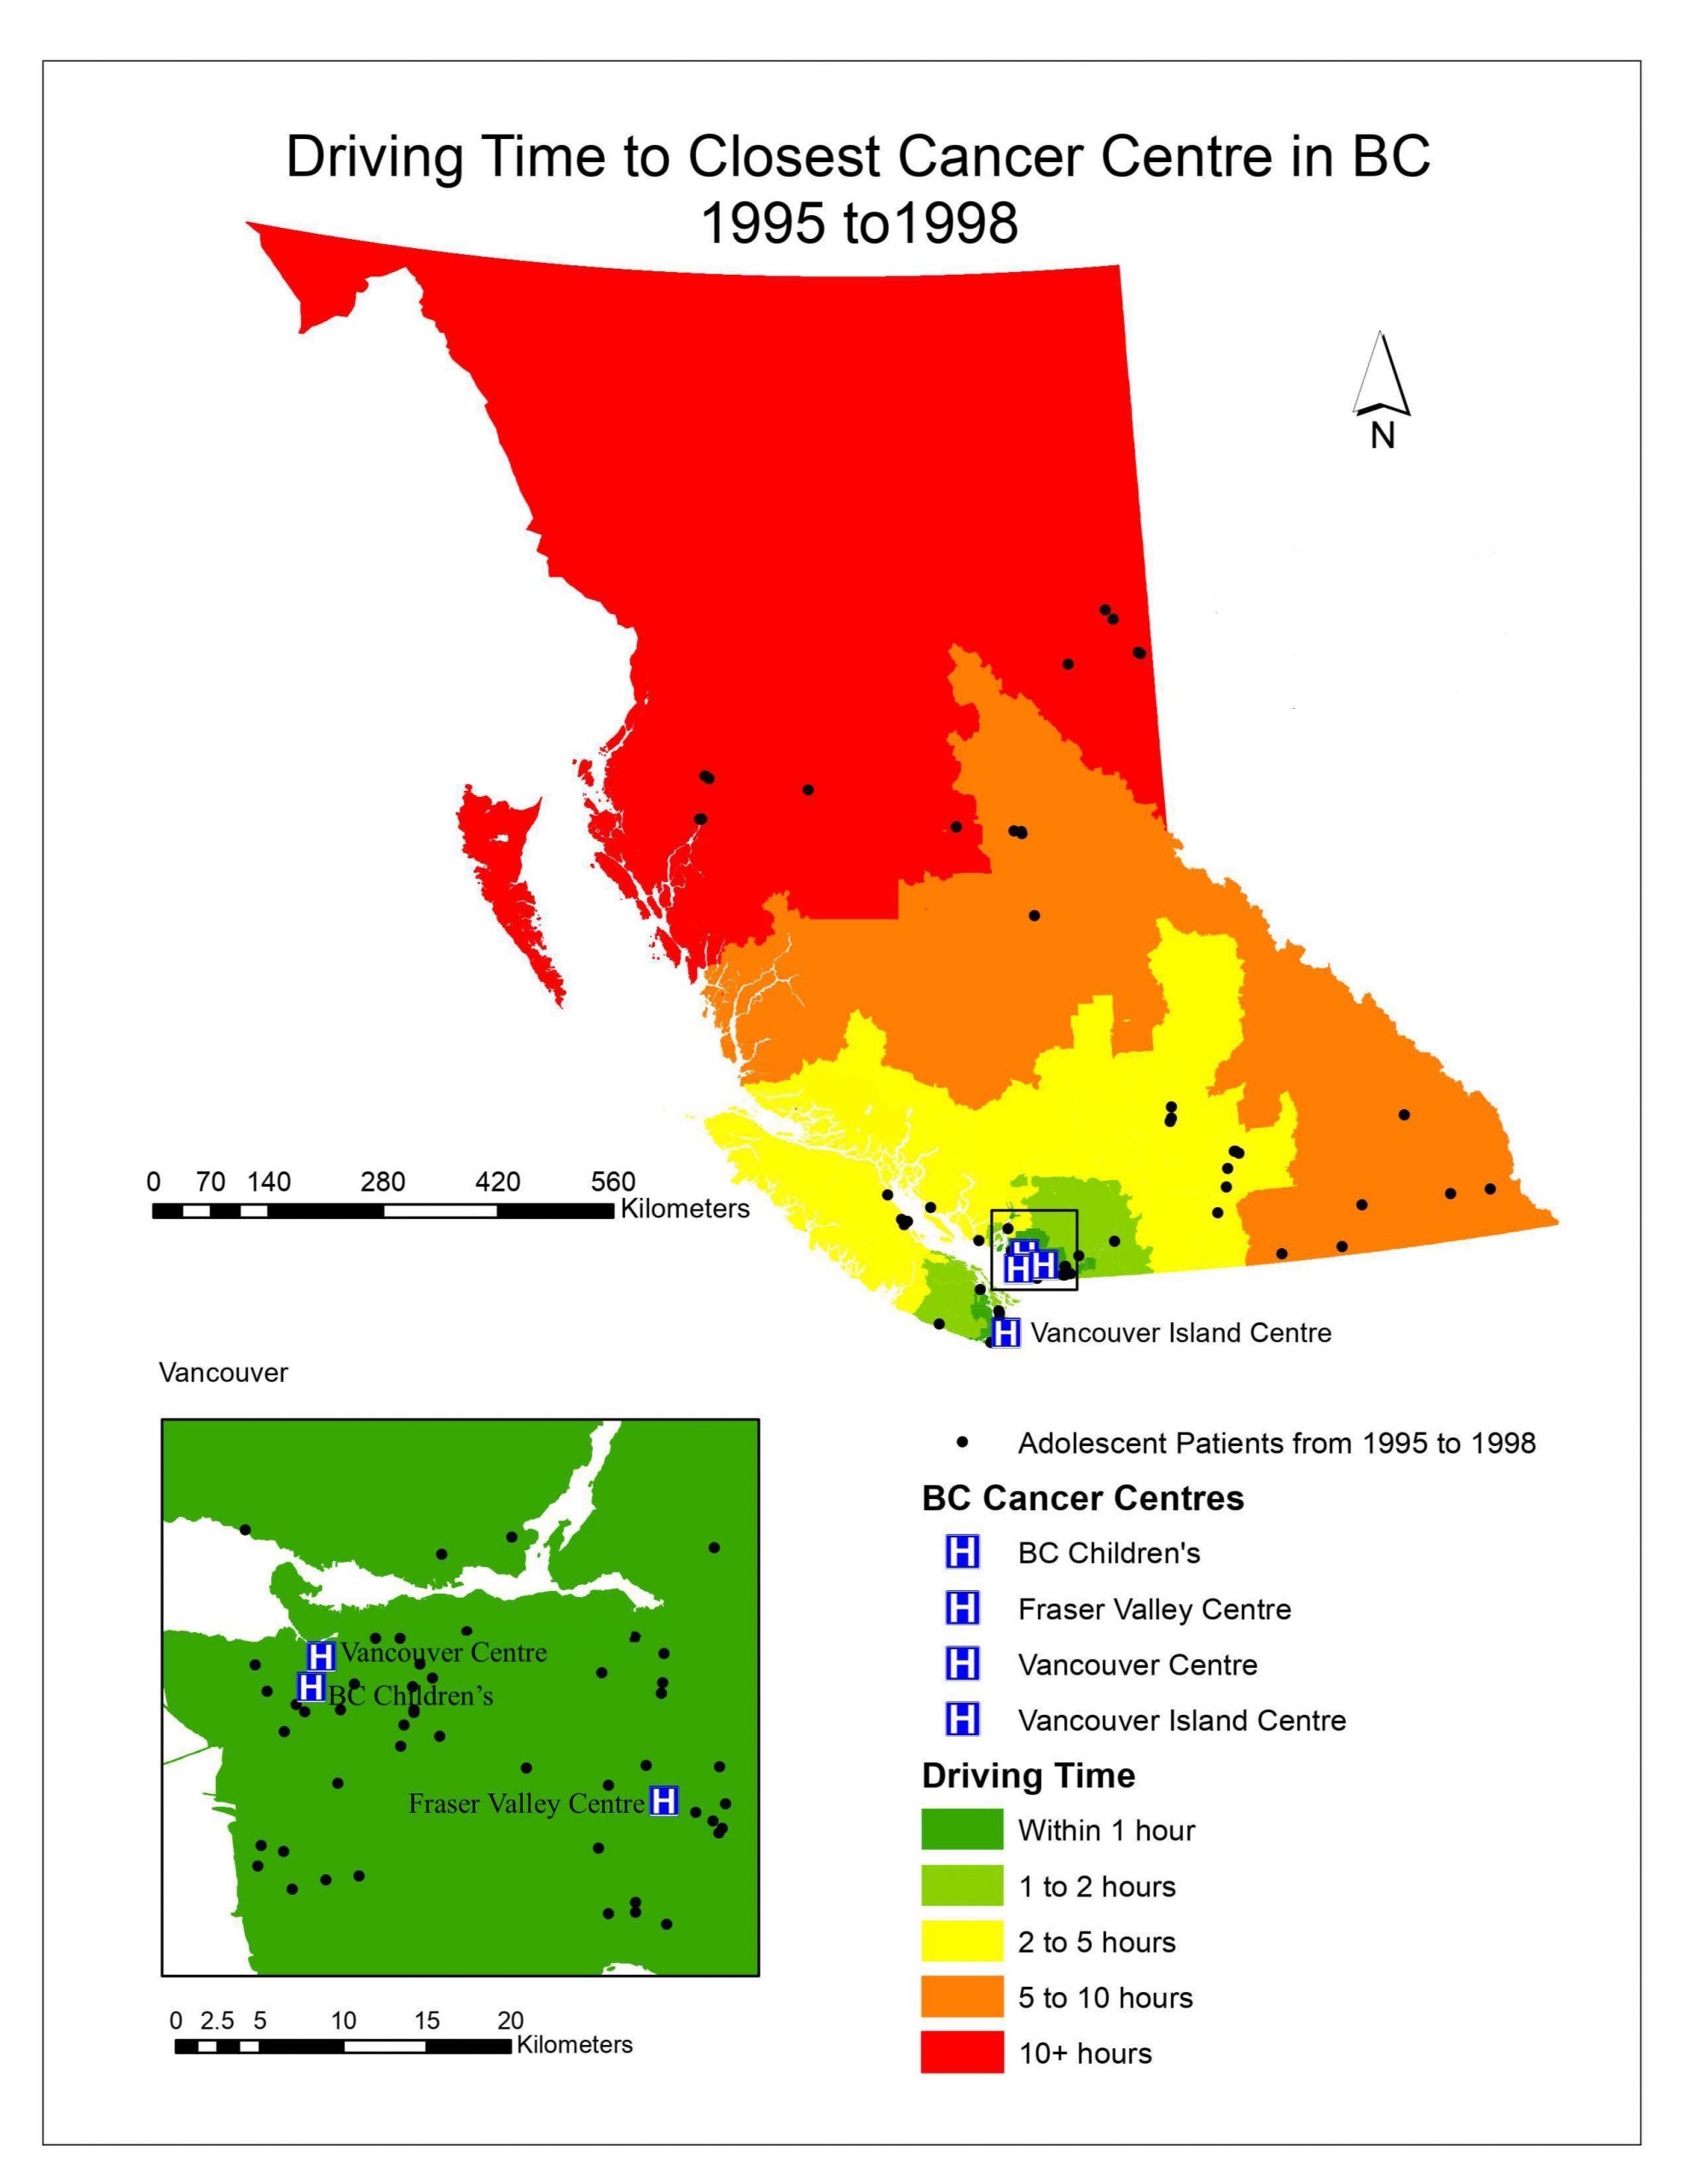 Driving Time to Closest Cancer Centre in BC
1995 to1998
N
0 70 140 280 420 560
Kilometers
H
H H
H Vancouver Island Centre
Vancouver
H Vancouver Centre
H BC Children’s
Fraser Valley Centre H
0 2.5 5 10 15 20
Kilometers
Adolescent Patients from 1995 to 1998
BC Cancer Centres
H BC Children's
H Fraser Valley Centre
H Vancouver Centre
H Vancouver Island Centre
Driving Time
Within 1 hour
1 to 2 hours
2 to 5 hours
5 to 10 hours
10+ hours